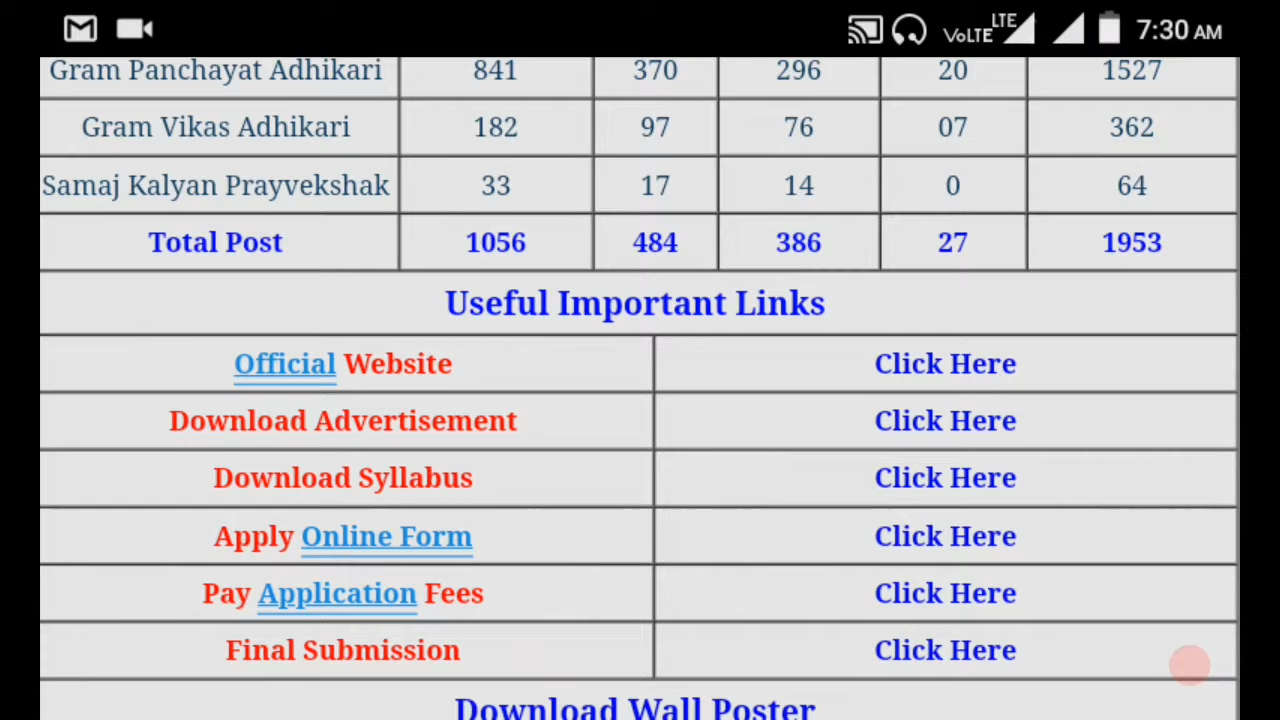 VoLTE LTE 7:30 AM
Gram Panchayat Adhikari 841 370 296 20 1527
Gram Vikas Adhikari 182 97 76 07 362
Samaj Kalyan Prayvekshak 33 17 14 0 64
Total Post 1056 484 386 27 1953
Useful Important Links
Official Website Click Here
Download Advertisement Click Here
Download Syllabus Click Here
Apply Online Form Click Here
Pay Application Fees Click Here
Final Submission Click Here
Download Wall Poster